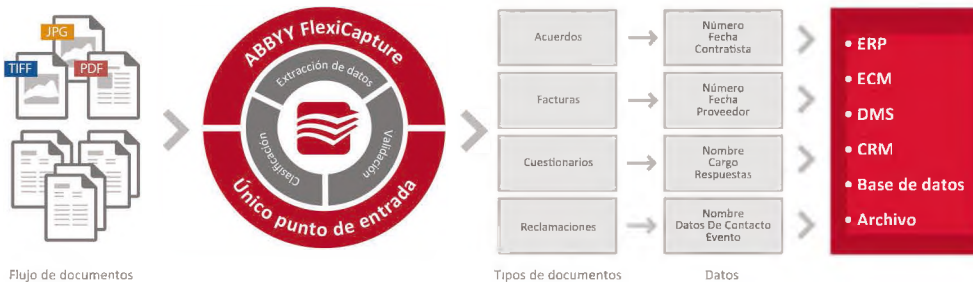 JPG
TIFF
PDF
Flujo de documentos
ABBYY FlexiCapture
Extracción de datos
Clasificación
Validación
Único punto de entrada
Acuerdos
Número
Fecha
Contratista
Facturas
Número
Fecha
Proveedor
Cuestionarios
Nombre
Cargo
Respuestas
Reclamaciones
Nombre
Datos De Contacto
Evento
Tipos de documentos
Datos
• ERP
• ECM
• DMS
• CRM
• Base de datos
• Archivo